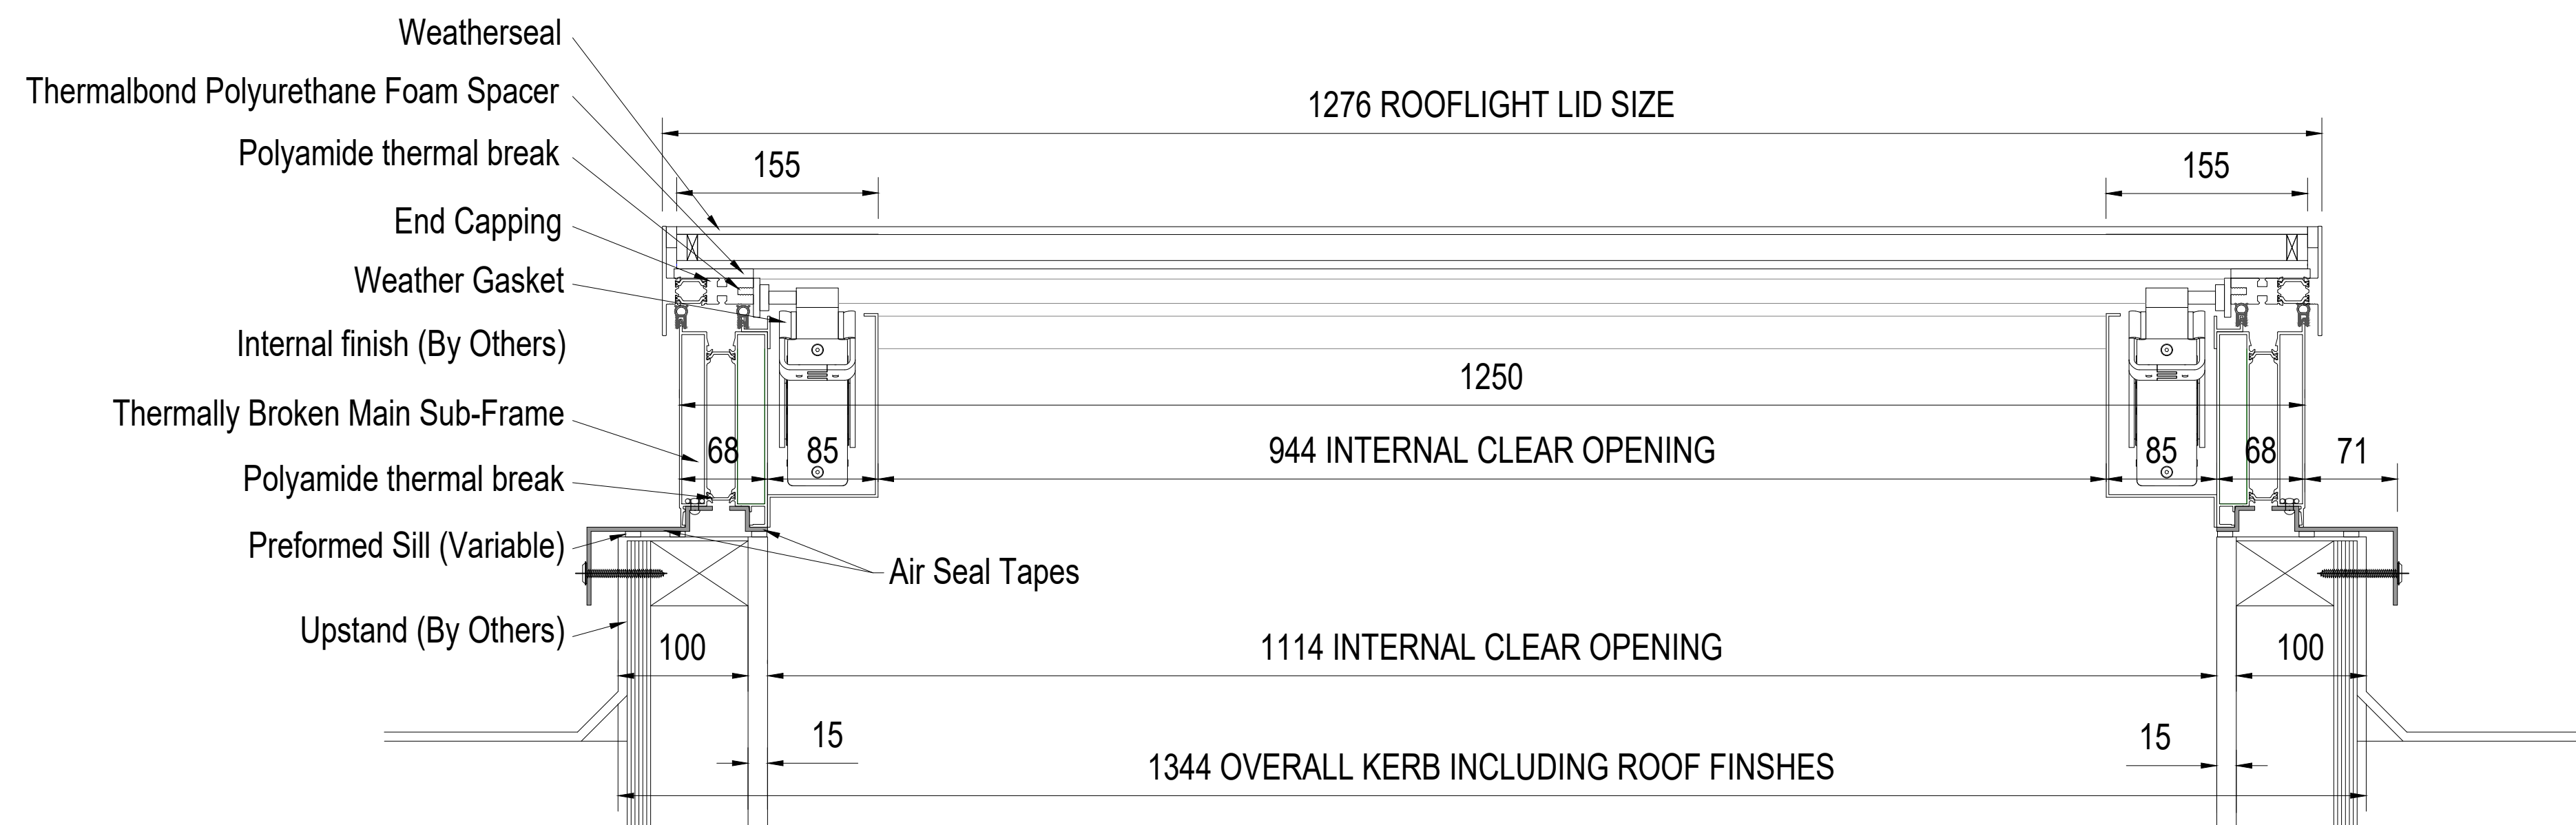 Weatherseal
Thermalbond Polyurethane Foam Spacer
1276 ROOFLIGHT LID SIZE
Polyamide thermal break
155
155
End Capping
Weather Gasket
Internal finish (By Others)
1250
Thermally Broken Main Sub-Frame
68
85
944 INTERNAL CLEAR OPENING
85
68
71
Polyamide thermal break
Preformed Sill (Variable)
Air Seal Tapes
Upstand (By Others)
100
1114 INTERNAL CLEAR OPENING
100
15
15
1344 OVERALL KERB INCLUDING ROOF FINSHES